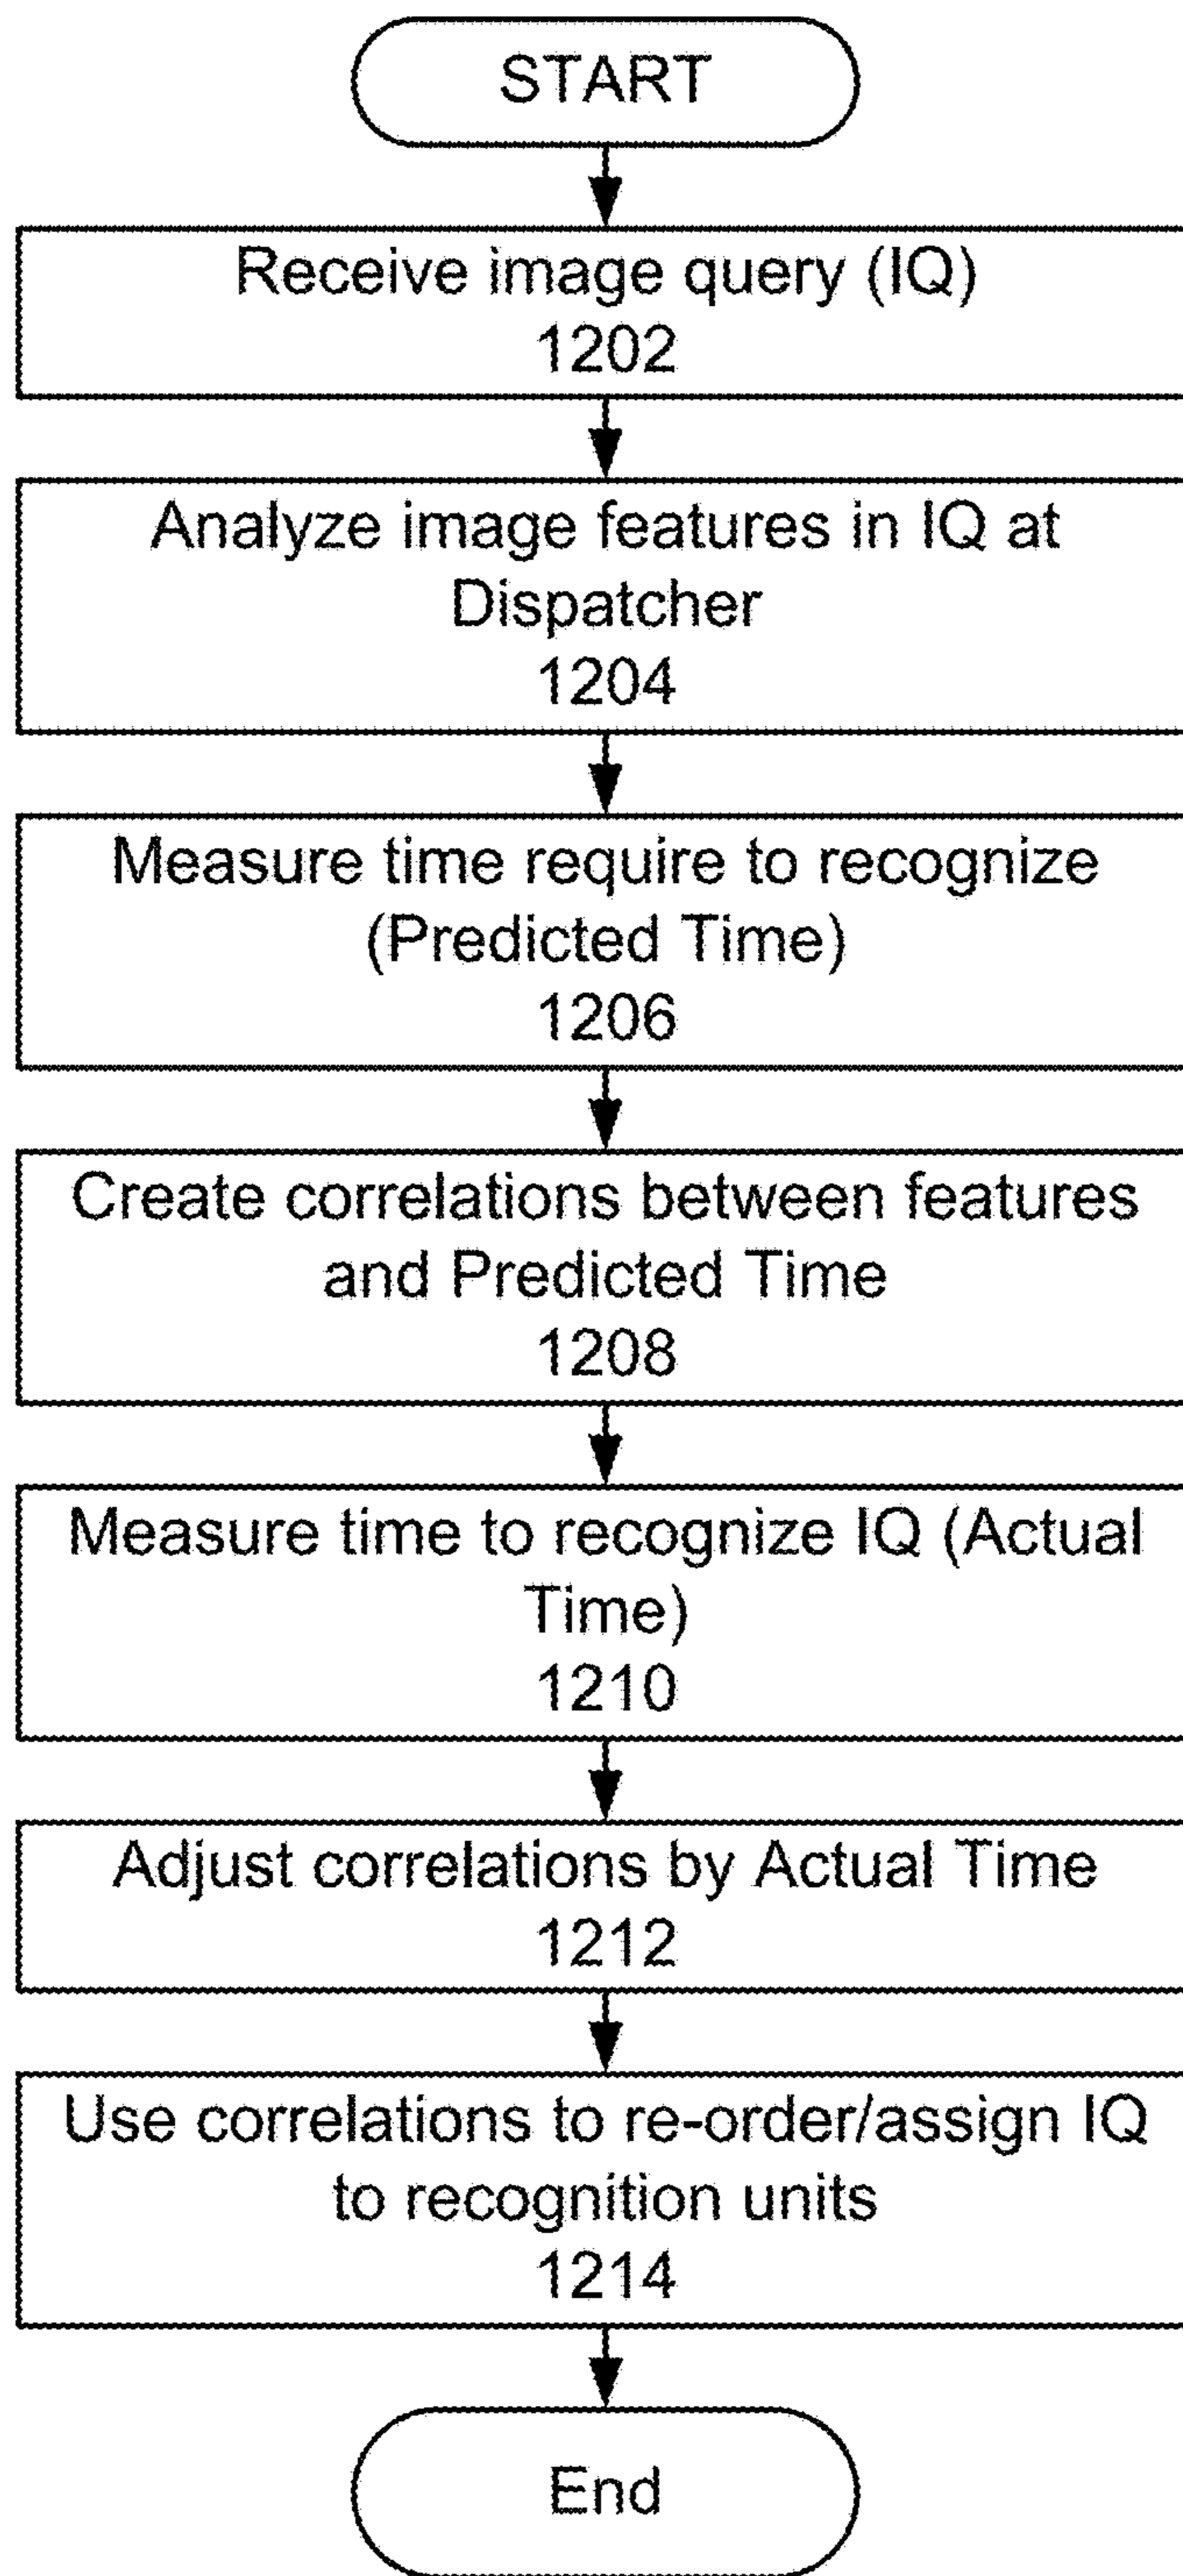 START
Receive image query (IQ)
1202
Analyze image features in IQ at
Dispatcher
1204
Measure time require to recognize
(Predicted Time)
1206
Create correlations between features
and Predicted Time
1208
Measure time to recognize IQ (Actual
Time)
1210
Adjust correlations by Actual Time
1212
Use correlations to re-order/assign IQ
to recognition units
1214
End